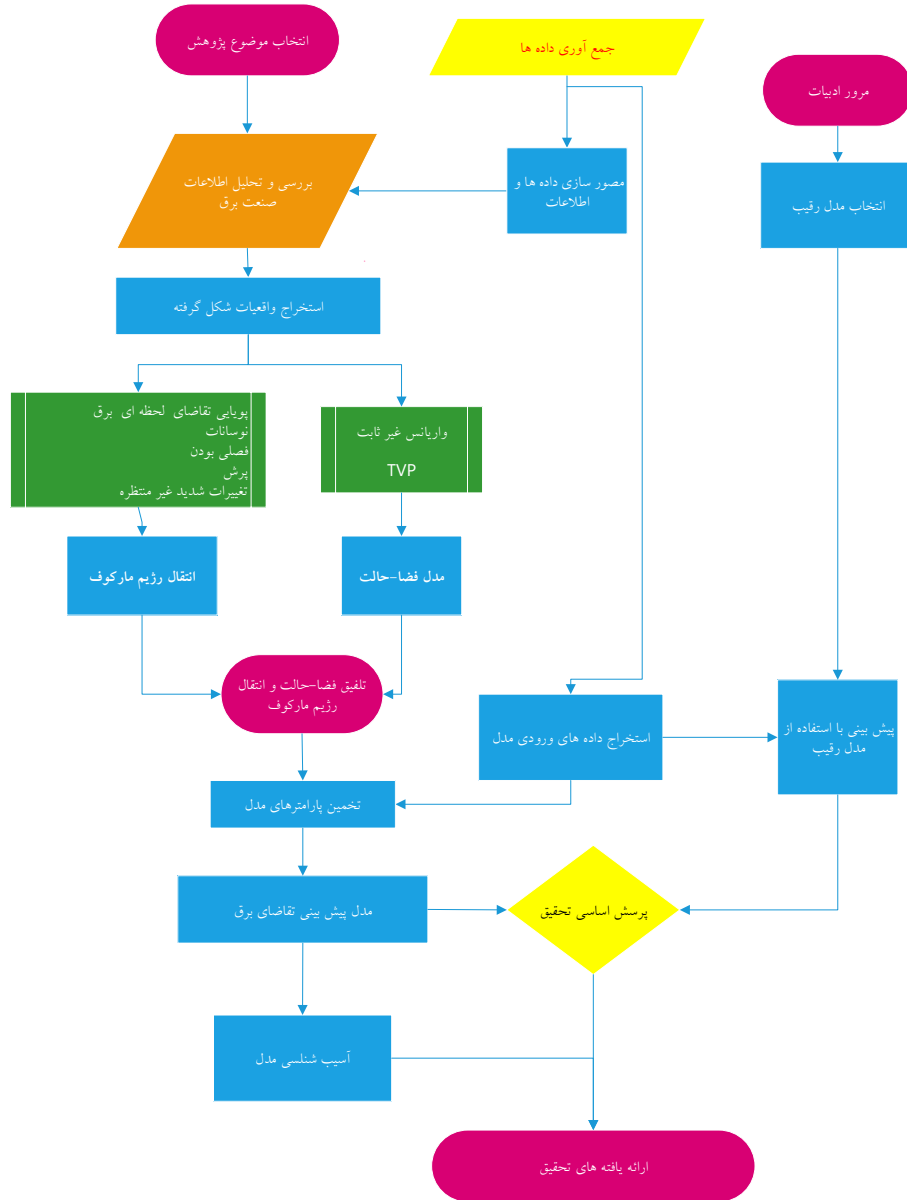 انتخاب موضوع پژوهش
جمع آوری داده ها
مرور ادبیات
بررسی و تحلیل اطلاعات
صنعت برق
مصور سازی داده ها و
اطلاعات
انتخاب مدل رقیب
استخراج واقعیات شکل گرفته
پویایی تقاضای لحظه ای برق
نوسانات
فصلی بودن
پرش
تغییرات شدید غیر منتظره
واریانس غیر ثابت
TVP
انتقال رژیم مارکوف
مدل فضا-حالت
تلفیق فضا-حالت و انتقال
رژیم مارکوف
استخراج داده های ورودی مدل
پیش بینی با استفاده از
مدل رقیب
تخمین پارامترهای مدل
مدل پیش بینی تقاضای برق
پرسش اساسی تحقیق
آسیب شنلسی مدل
ارائه یافته های تحقیق